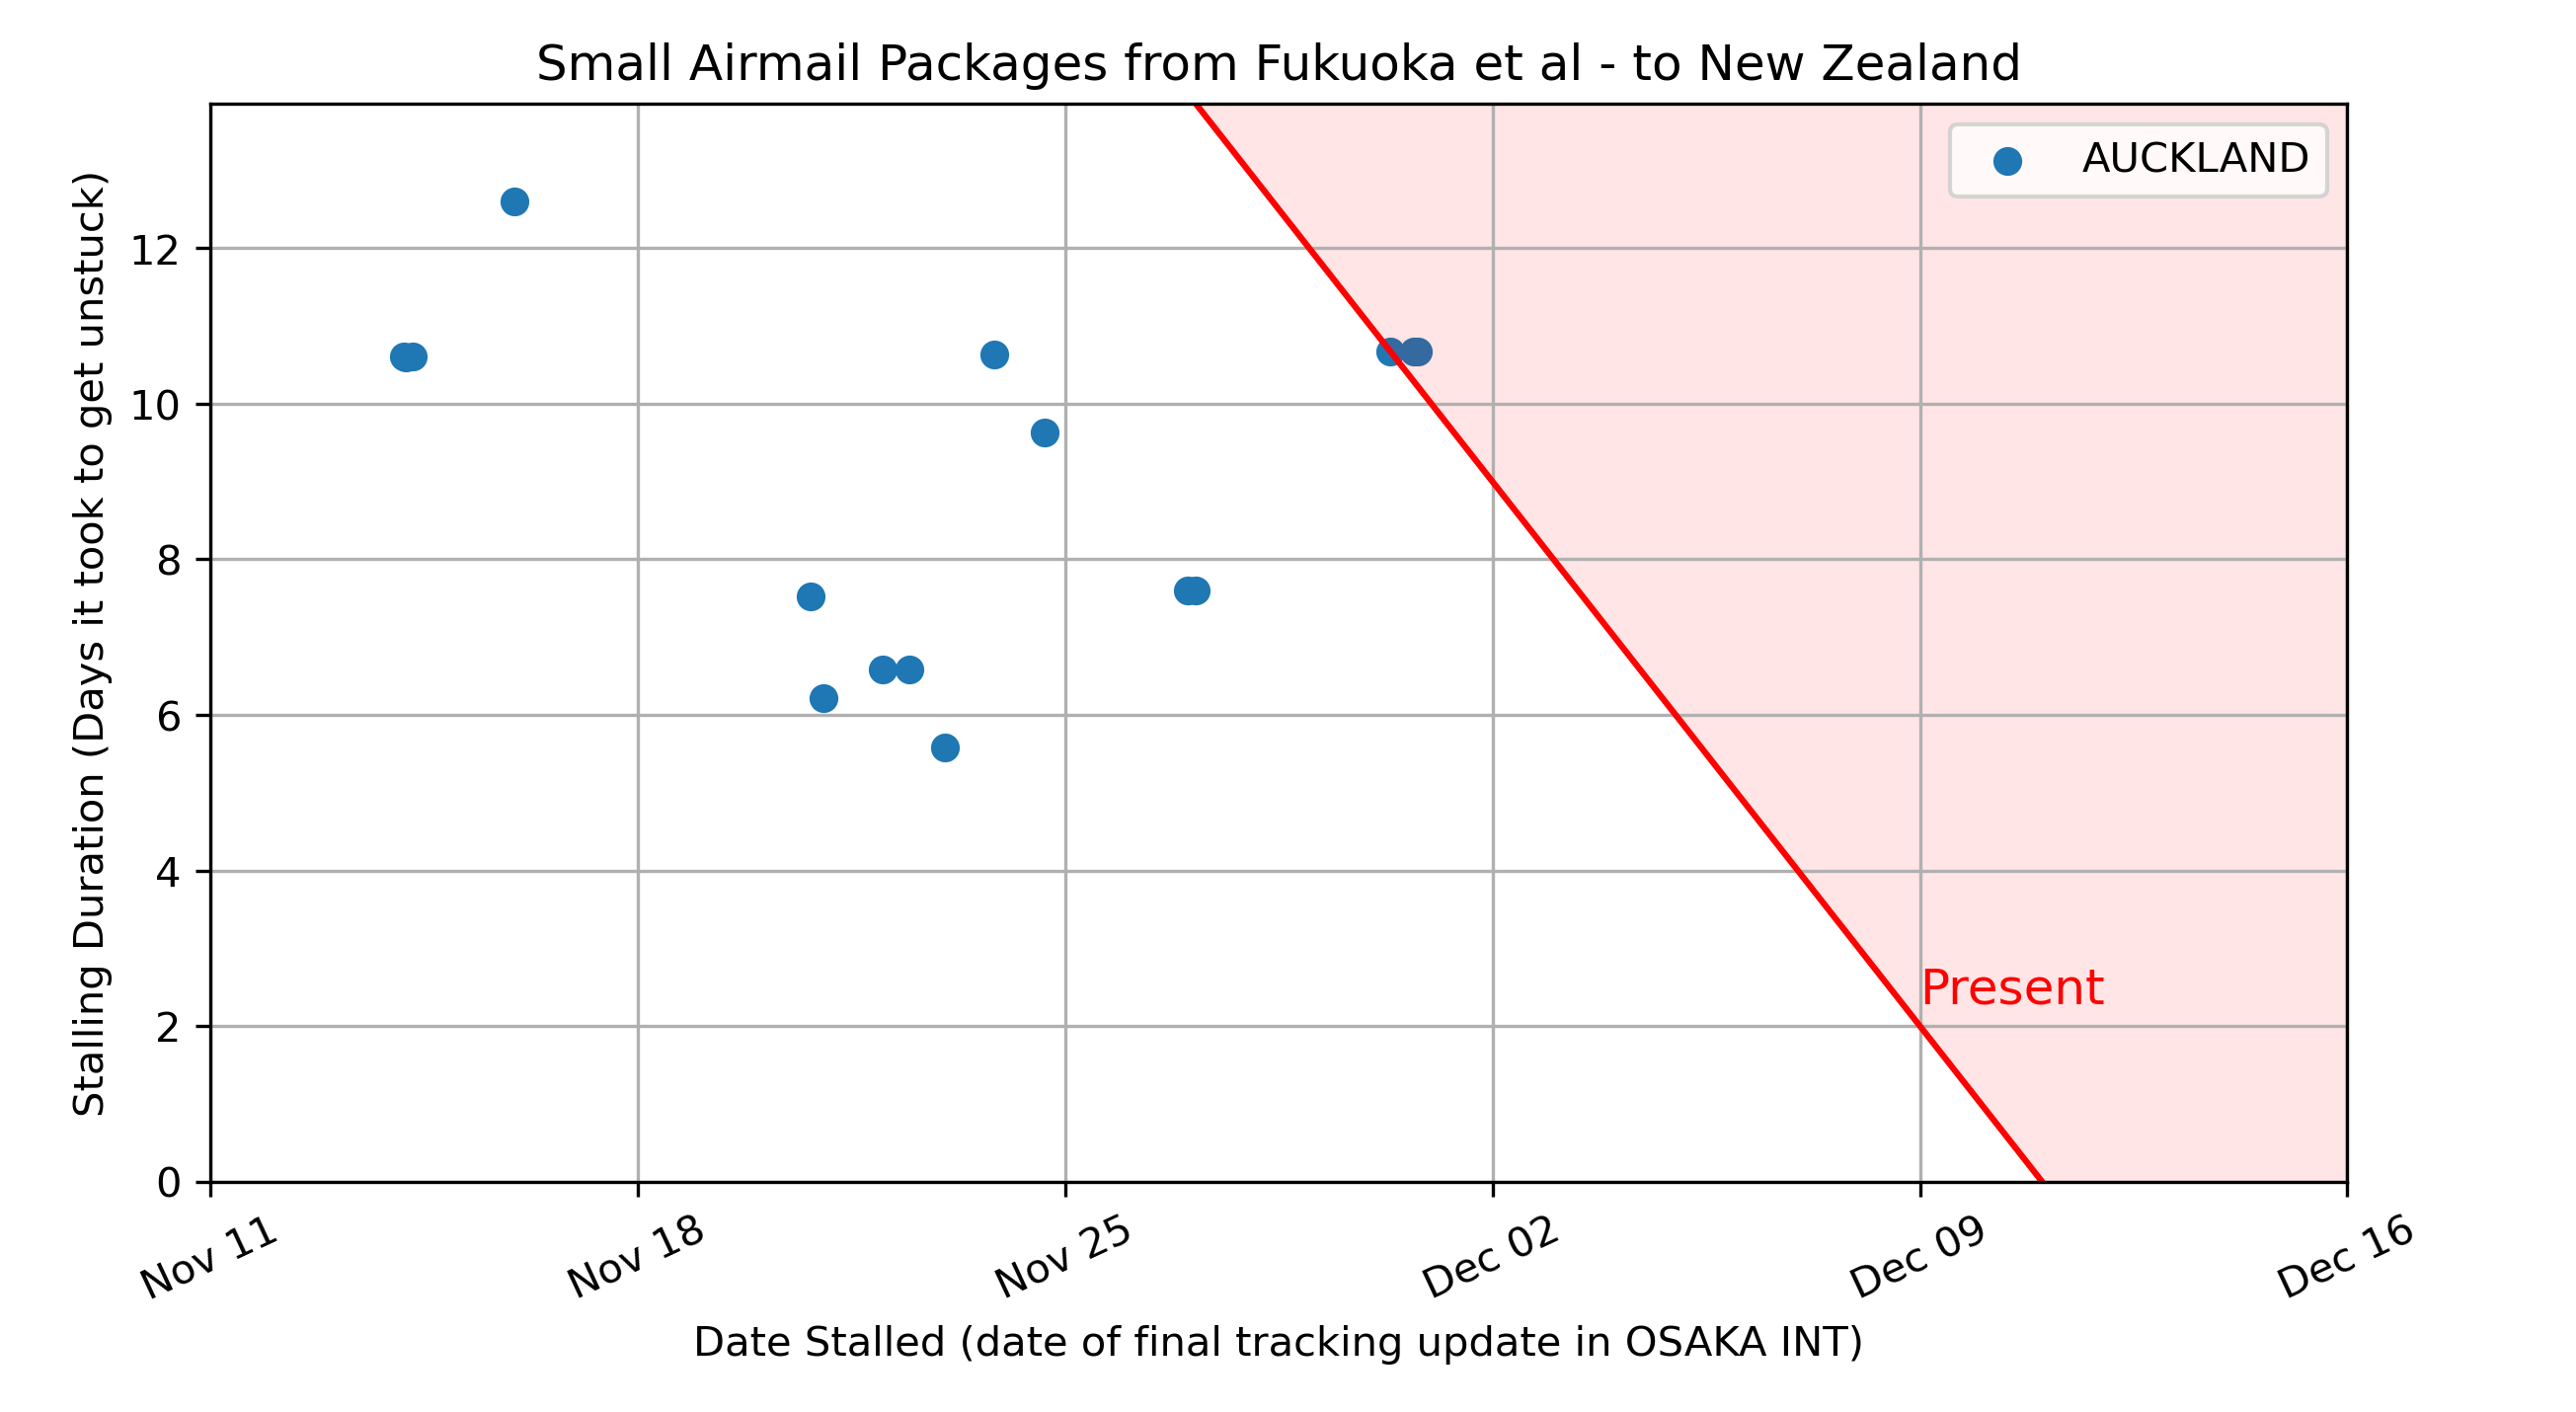 Small Airmail Packages from Fukuoka et al - to New Zealand
AUCKLAND
Stalling Duration (Days it took to get unstuck)
12
10
8
6
4
2
0
Present
Nov 11
Nov 18
Nov 25
Dec 02
Dec 09
Dec 16
Date Stalled (date of final tracking update in OSAKA INT)